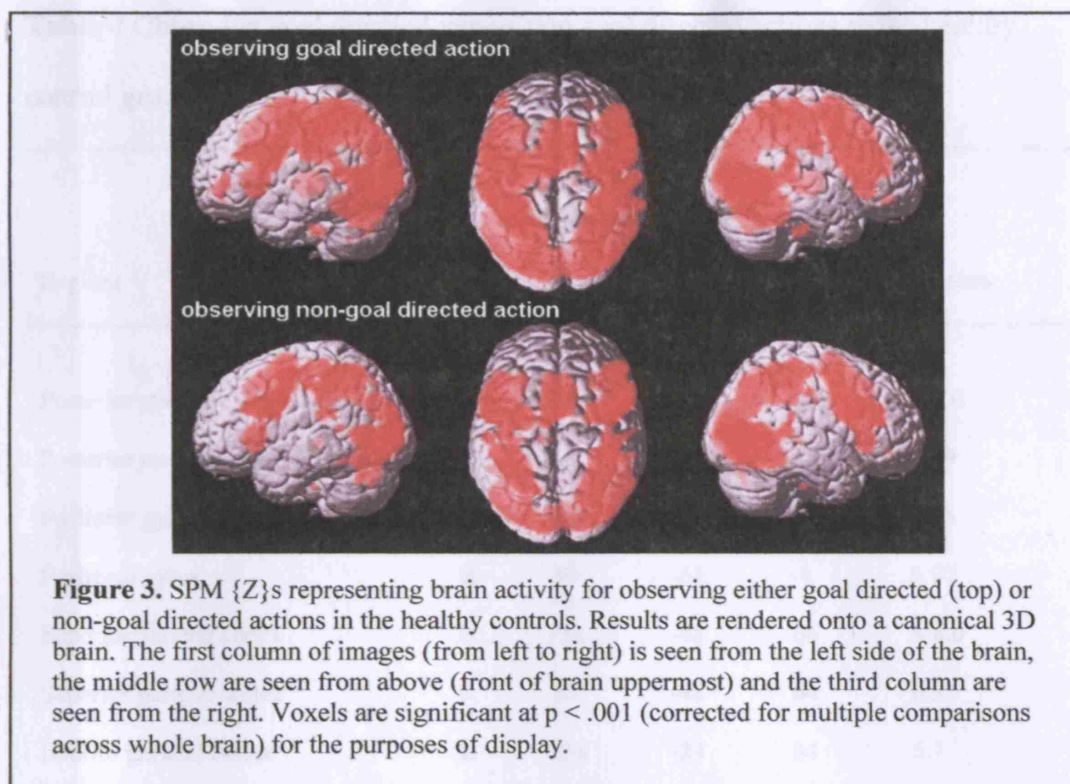 observing goal directed action
observing non-goal directed action
Figure 3. SPM {Z}s representing brain activity for observing either goal directed (top) or
non-goal directed actions in the healthy controls. Results are rendered onto a canonical 3D
brain. The first column of images (from left to right) is seen from the left side of the brain,
the middle row are seen from above (front of brain uppermost) and the third column are
seen from the right. Voxels are significant at p < .001 (corrected for multiple comparisons
across whole brain) for the purposes of display.